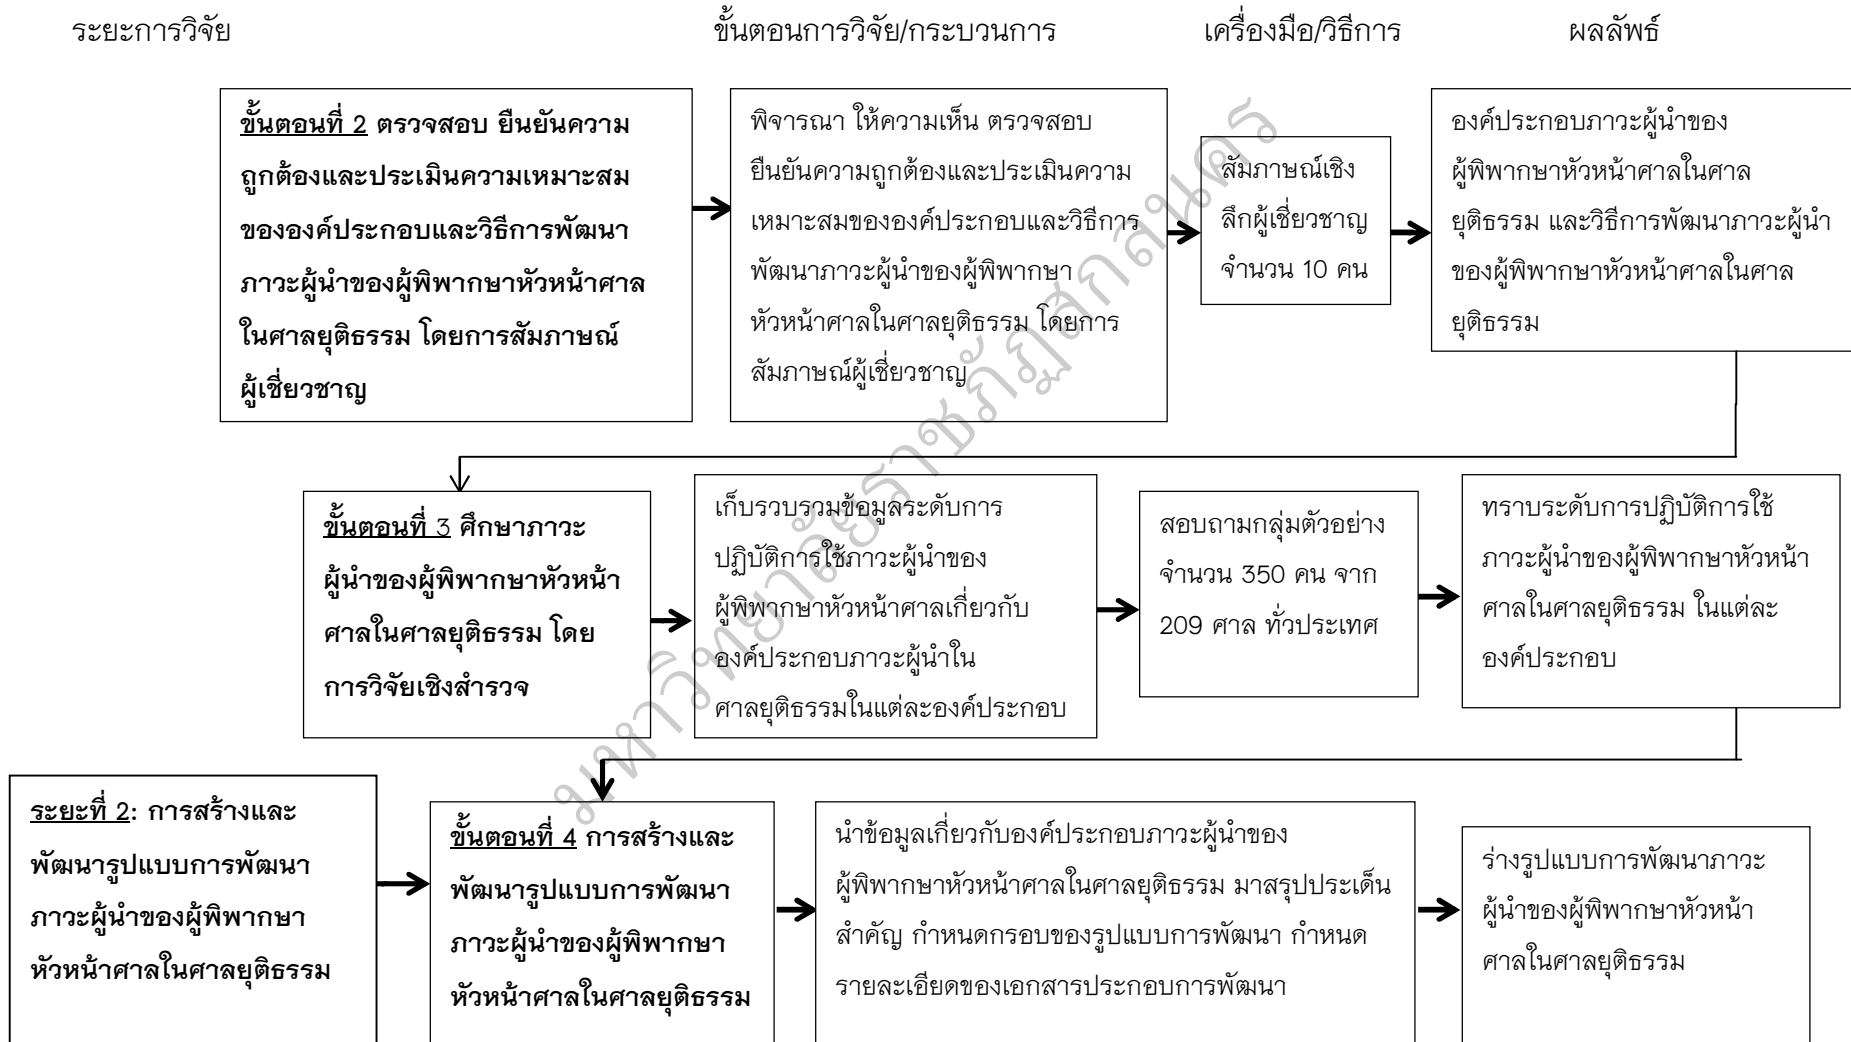 ระยะการวิจัย
ขั้นตอนการวิจัย/กระบวนการ
เครื่องมือ/วิธีการ
ผลลัพธ์
ขั้นตอนที่ 2 ตรวจสอบ ยืนยันความ
ถูกต้องและประเมินความเหมาะสม
ขององค์ประกอบและวิธีการพัฒนา
ภาวะผู้นำของผู้พิพากษาหัวหน้าศาล
ในศาลยุติธรรม โดยการสัมภาษณ์
ผู้เชี่ยวชาญ
พิจารณา ให้ความเห็น ตรวจสอบ
ยืนยันความถูกต้องและประเมินความ
เหมาะสมขององค์ประกอบและวิธีการ
พัฒนาภาวะผู้นำของผู้พิพากษา
หัวหน้าศาลในศาลยุติธรรม โดยการ
สัมภาษณ์ผู้เชี่ยวชาญ
สัมภาษณ์เชิง
ลึกผู้เชี่ยวชาญ
จำนวน 10 คน
องค์ประกอบภาวะผู้นำของ
ผู้พิพากษาหัวหน้าศาลในศาล
ยุติธรรม และวิธีการพัฒนาภาวะผู้นำ
ของผู้พิพากษาหัวหน้าศาลในศาล
ยุติธรรม
ขั้นตอนที่ 3 ศึกษาภาวะ
ผู้นำของผู้พิพากษาหัวหน้า
ศาลในศาลยุติธรรม โดย
การวิจัยเชิงสำรวจ
เก็บรวบรวมข้อมูลระดับการ
ปฏิบัติการใช้ภาวะผู้นำของ
ผู้พิพากษาหัวหน้าศาลเกี่ยวกับ
องค์ประกอบภาวะผู้นำใน
ศาลยุติธรรมในแต่ละองค์ประกอบ
สอบถามกลุ่มตัวอย่าง
จำนวน 350 คน จาก
209 ศาล ทั่วประเทศ
ทราบระดับการปฏิบัติการใช้
ภาวะผู้นำของผู้พิพากษาหัวหน้า
ศาลในศาลยุติธรรม ในแต่ละ
องค์ประกอบ
ระยะที่ 2: การสร้างและ
พัฒนารูปแบบการพัฒนา
ภาวะผู้นำของผู้พิพากษา
หัวหน้าศาลในศาลยุติธรรม
ขั้นตอนที่ 4 การสร้างและ
พัฒนารูปแบบการพัฒนา
ภาวะผู้นำของผู้พิพากษา
หัวหน้าศาลในศาลยุติธรรม
นำข้อมูลเกี่ยวกับองค์ประกอบภาวะผู้นำของ
ผู้พิพากษาหัวหน้าศาลในศาลยุติธรรม มาสรุปประเด็น
สำคัญ กำหนดกรอบของรูปแบบการพัฒนา กำหนด
รายละเอียดของเอกสารประกอบการพัฒนา
ร่างรูปแบบการพัฒนาภาวะ
ผู้นำของผู้พิพากษาหัวหน้า
ศาลในศาลยุติธรรม
มหาวิทยาลัยราชภัฏสกลนคร